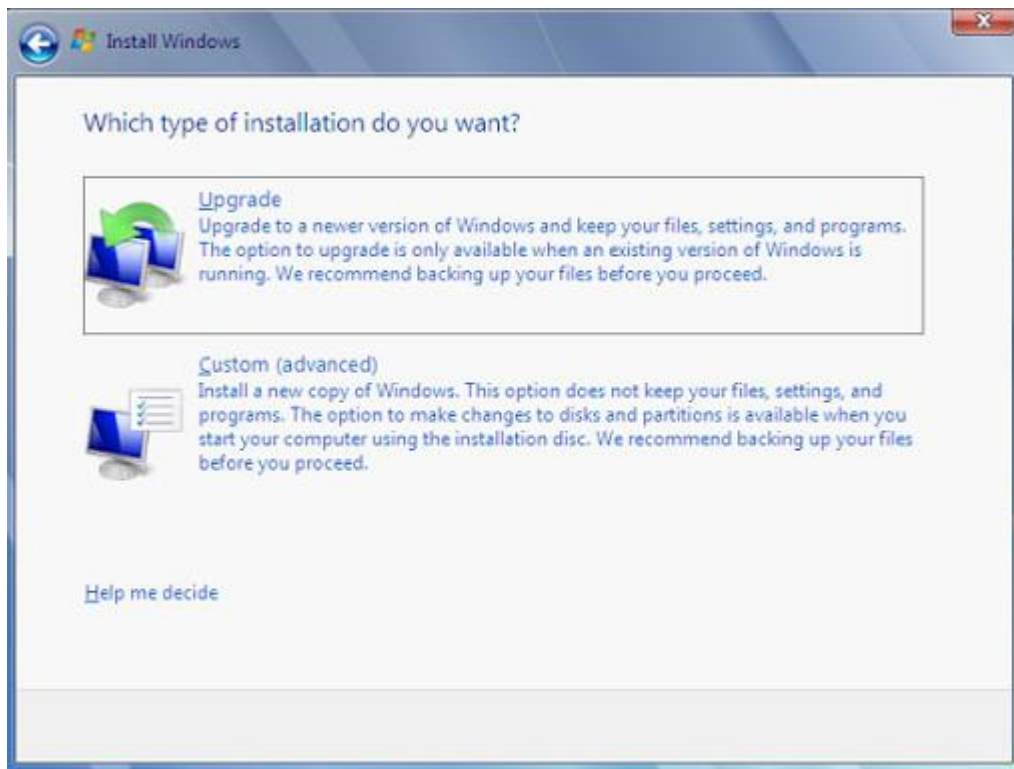 Install Windows
Which type of installation do you want?
Upgrade
Upgrade to a newer version of Windows and keep your files, settings, and programs.
The option to upgrade is only available when an existing version of Windows is
running. We recommend backing up your files before you proceed.
Custom (advanced)
Install a new copy of Windows. This option does not keep your files, settings, and
programs. The option to make changes to disks and partitions is available when you
start your computer using the installation disc. We recommend backing up your files
before you proceed.
Help me decide